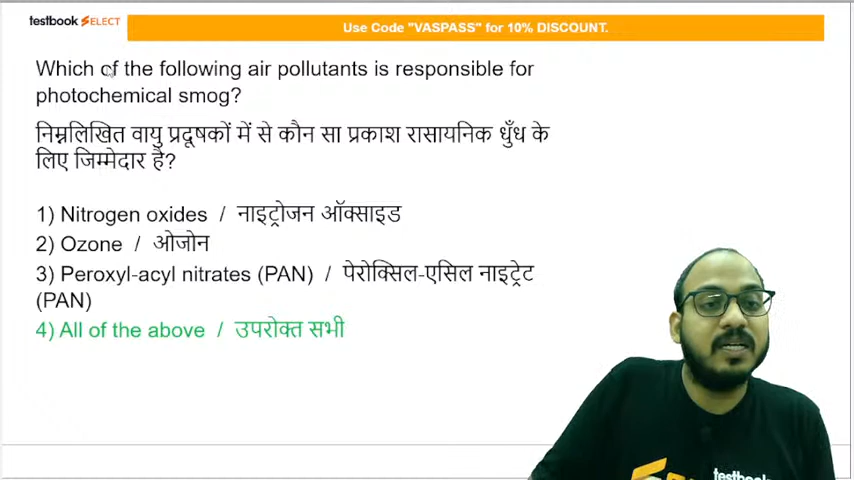 testbook SELECT
Use Code "VASPASS" for 10% DISCOUNT.
Which of the following air pollutants is responsible for
photochemical smog?
निम्नलिखित वायु प्रदूषकों में से कौन सा प्रकाश रासायनिक धुँध के
लिए जिम्मेदार है?
1) Nitrogen oxides / नाइट्रोजन ऑक्साइड
2) Ozone / ओजोन
3) Peroxyl-acyl nitrates (PAN) / पेरोक्सिल-एसिल नाइट्रेट
(PAN)
4) All of the above / उपरोक्त सभी
testbook